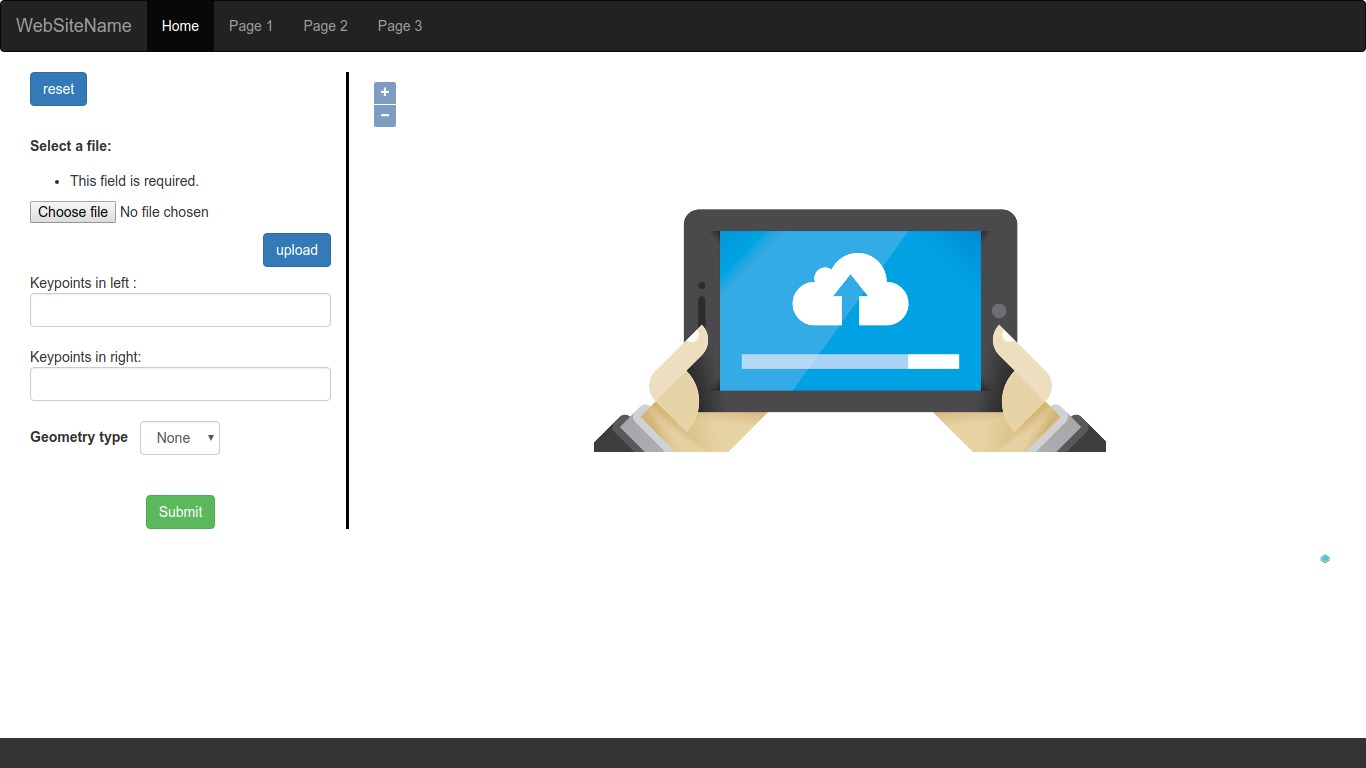 WebSiteName Home Page 1 Page 2 Page 3
reset
+
−
Select a file:
• This field is required.
Choose file No file chosen
upload
Keypoints in left :
Keypoints in right:
Geometry type None
Submit